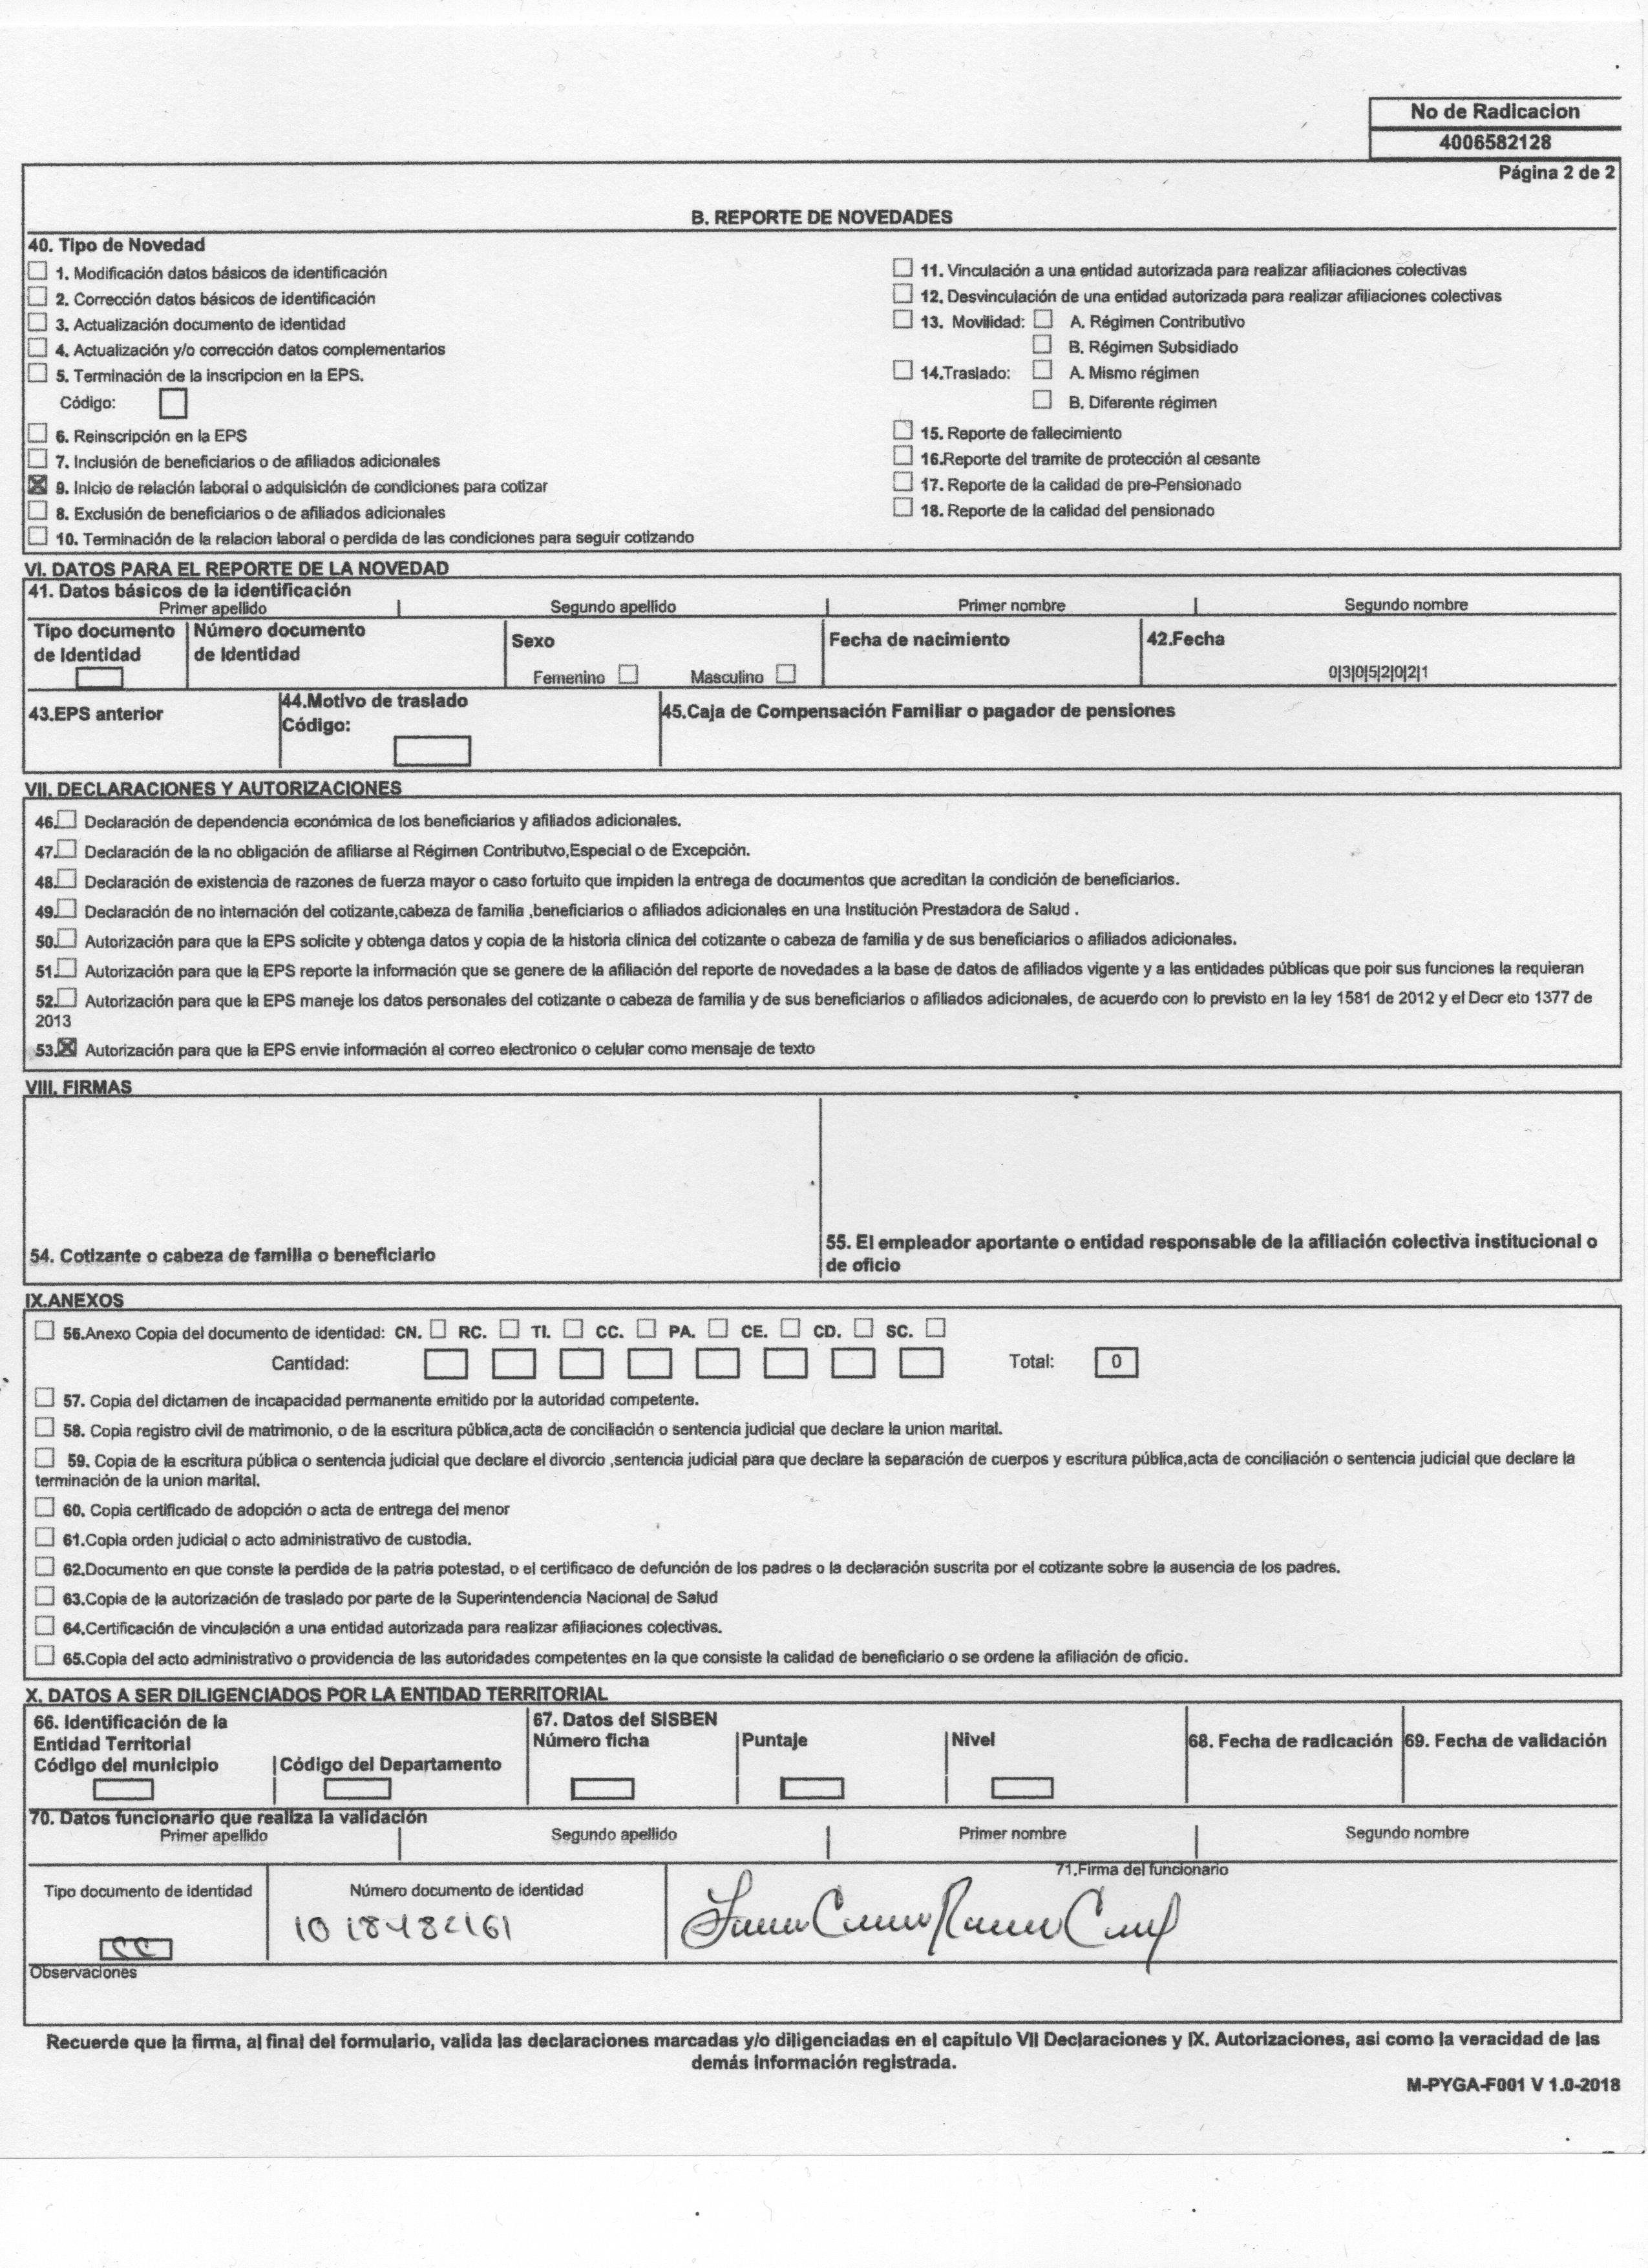 No de Radicacion
4006582128
Página 2 de 2
B. REPORTE DE NOVEDADES
40. Tipo de Novedad
1. Modificación datos básicos de identificación
2. Corrección datos básicos de identificación
3. Actualización documento de identidad
4. Actualización y/o corrección datos complementarios
5. Terminación de la inscripcion en la EPS.
Código:
6. Reinscripción en la EPS
7. Inclusión de beneficiarios o de afiliados adicionales
9. Inicio de relación laboral o adquisición de condiciones para cotizar
8. Exclusión de beneficiarios o de afiliados adicionales
10. Terminación de la relacion laboral o perdida de las condiciones para seguir cotizando
11. Vinculación a una entidad autorizada para realizar afiliaciones colectivas
12. Desvinculación de una entidad autorizada para realizar afiliaciones colectivas
13. Movilidad: A. Régimen Contributivo
B. Régimen Subsidiado
14.Traslado: A. Mismo régimen
B. Diferente régimen
15. Reporte de fallecimiento
16.Reporte del tramite de protección al cesante
17. Reporte de la calidad de pre-Pensionado
18. Reporte de la calidad del pensionado
VI. DATOS PARA EL REPORTE DE LA NOVEDAD
41. Datos básicos de la identificación
Primer apellido Segundo apellido Primer nombre Segundo nombre
Tipo documento de Identidad
Número documento de Identidad
Sexo
Femenino Masculino
Fecha de nacimiento
42.Fecha
0|3|0|5|2|0|2|1
43.EPS anterior
44.Motivo de traslado
Código:
45.Caja de Compensación Familiar o pagador de pensiones
VII. DECLARACIONES Y AUTORIZACIONES
46. Declaración de dependencia económica de los beneficiarios y afiliados adicionales.
47. Declaración de la no obligación de afiliarse al Régimen Contributvo,Especial o de Excepción.
48. Declaración de existencia de razones de fuerza mayor o caso fortuito que impiden la entrega de documentos que acreditan la condición de beneficiarios.
49. Declaración de no internación del cotizante,cabeza de familia ,beneficiarios o afiliados adicionales en una Institución Prestadora de Salud .
50. Autorización para que la EPS solicite y obtenga datos y copia de la historia clinica del cotizante o cabeza de familia y de sus beneficiarios o afiliados adicionales.
51. Autorización para que la EPS reporte la información que se genere de la afiliación del reporte de novedades a la base de datos de afiliados vigente y a las entidades públicas que poir sus funciones la requieran
52. Autorización para que la EPS maneje los datos personales del cotizante o cabeza de familia y de sus beneficiarios o afiliados adicionales, de acuerdo con lo previsto en la ley 1581 de 2012 y el Decr eto 1377 de
2013
53. Autorización para que la EPS envie información al correo electronico o celular como mensaje de texto
VIII. FIRMAS
54. Cotizante o cabeza de familia o beneficiario
55. El empleador aportante o entidad responsable de la afiliación colectiva institucional o
de oficio
IX.ANEXOS
56.Anexo Copia del documento de identidad: CN. RC. TI. CC. PA. CE. CD. SC.
Cantidad: Total: 0
57. Copia del dictamen de incapacidad permanente emitido por la autoridad competente.
58. Copia registro civil de matrimonio, o de la escritura pública,acta de conciliación o sentencia judicial que declare la union marital.
59. Copia de la escritura pública o sentencia judicial que declare el divorcio ,sentencia judicial para que declare la separación de cuerpos y escritura pública,acta de conciliación o sentencia judicial que declare la
terminación de la union marital.
60. Copia certificado de adopción o acta de entrega del menor
61.Copia orden judicial o acto administrativo de custodia.
62.Documento en que conste la perdida de la patria potestad, o el certificaco de defunción de los padres o la declaración suscrita por el cotizante sobre la ausencia de los padres.
63.Copia de la autorización de traslado por parte de la Superintendencia Nacional de Salud
64.Certificación de vinculación a una entidad autorizada para realizar afiliaciones colectivas.
65.Copia del acto administrativo o providencia de las autoridades competentes en la que consiste la calidad de beneficiario o se ordene la afiliación de oficio.
X. DATOS A SER DILIGENCIADOS POR LA ENTIDAD TERRITORIAL
66. Identificación de la
Entidad Territorial
Código del municipio Código del Departamento
67. Datos del SISBEN
Número ficha Puntaje Nivel
68. Fecha de radicación 69. Fecha de validación
70. Datos funcionario que realiza la validación
Primer apellido Segundo apellido Primer nombre Segundo nombre
Tipo documento de identidad
CC
Número documento de identidad
71.Firma del funcionario
Observaciones
Recuerde que la firma, al final del formulario, valida las declaraciones marcadas y/o diligenciadas en el capitulo VII Declaraciones y IX. Autorizaciones, asi como la veracidad de las
demás información registrada.
M-PYGA-F001 V 1.0-2018